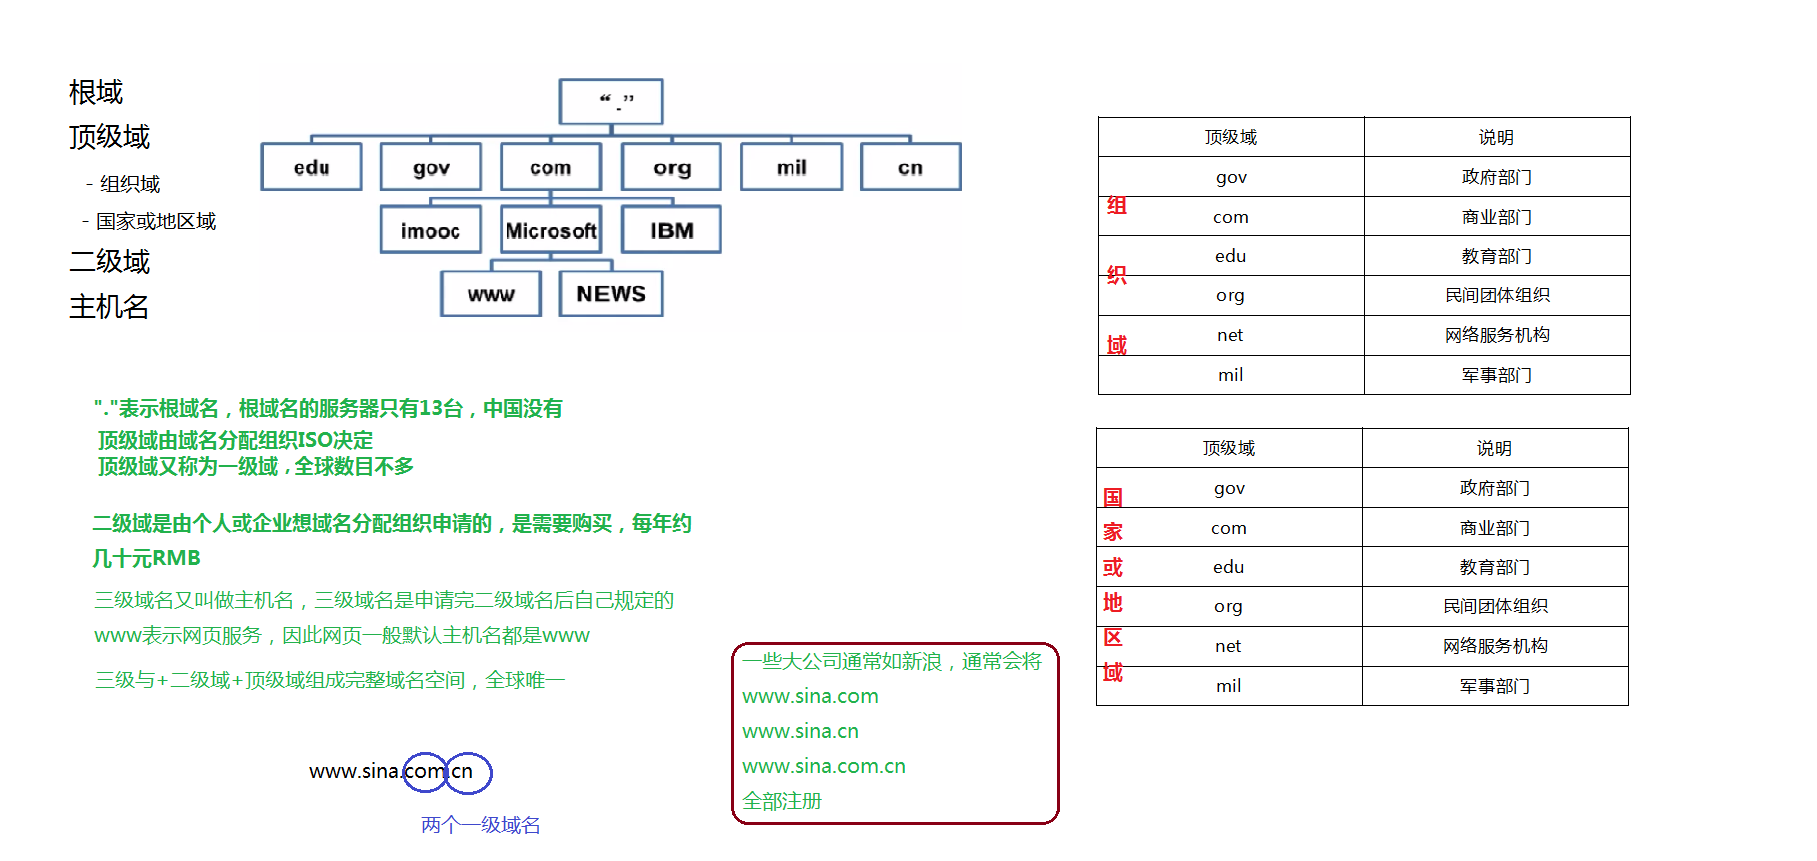 根域
顶级域
- 组织域
- 国家或地区域
二级域
主机名
“.”
edu gov com org mil cn
imooc Microsoft IBM
www NEWS
"."表示根域名，根域名的服务器只有13台，中国没有
顶级域由域名分配组织ISO决定
顶级域又称为一级域，全球数目不多
二级域是由个人或企业想域名分配组织申请的，是需要购买，每年约
几十元RMB
三级域名又叫做主机名，三级域名是申请完二级域名后自己规定的
www表示网页服务，因此网页一般默认主机名都是www
三级与+二级域+顶级域组成完整域名空间，全球唯一
www.sina.com.cn
两个一级域名
一些大公司通常如新浪，通常会将
www.sina.com
www.sina.cn
www.sina.com.cn
全部注册
组织域
顶级域 说明
gov 政府部门
com 商业部门
edu 教育部门
org 民间团体组织
net 网络服务机构
mil 军事部门
国家或地区域
顶级域 说明
gov 政府部门
com 商业部门
edu 教育部门
org 民间团体组织
net 网络服务机构
mil 军事部门